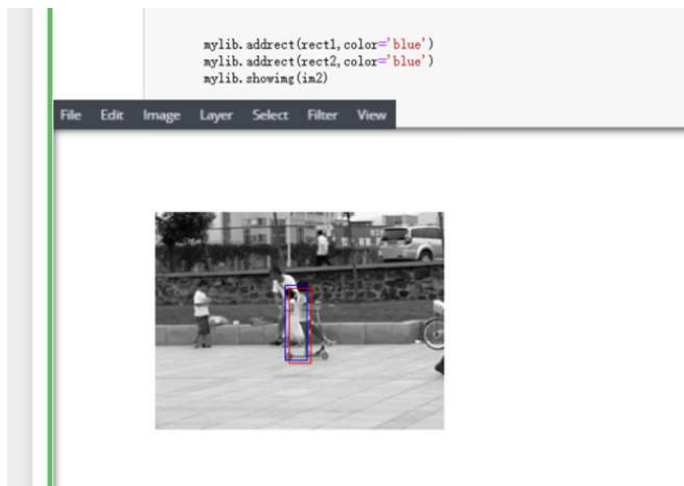 mylib.addrect(rect1,color='blue')
mylib.addrect(rect2,color='blue')
mylib.showimg(im2)
File Edit Image Layer Select Filter View